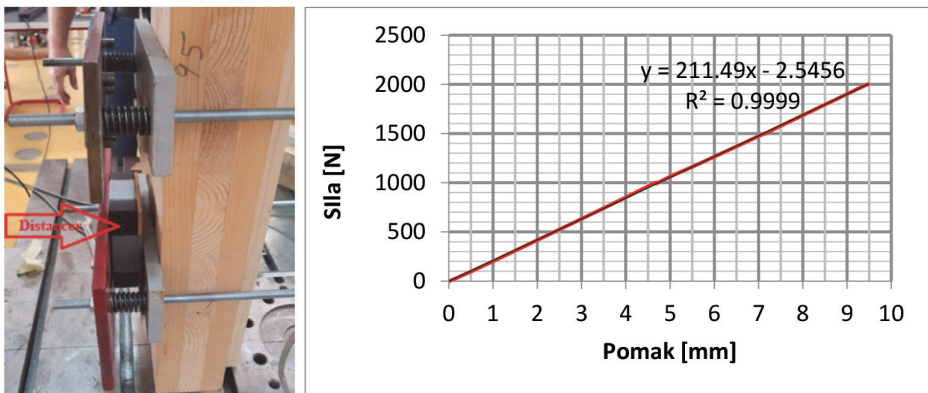 95
Distancer
2500
2000
1500
1000
500
0
SIla [N]
y = 211.49x - 2.5456
R² = 0.9999
0 1 2 3 4 5 6 7 8 9 10
Pomak [mm]